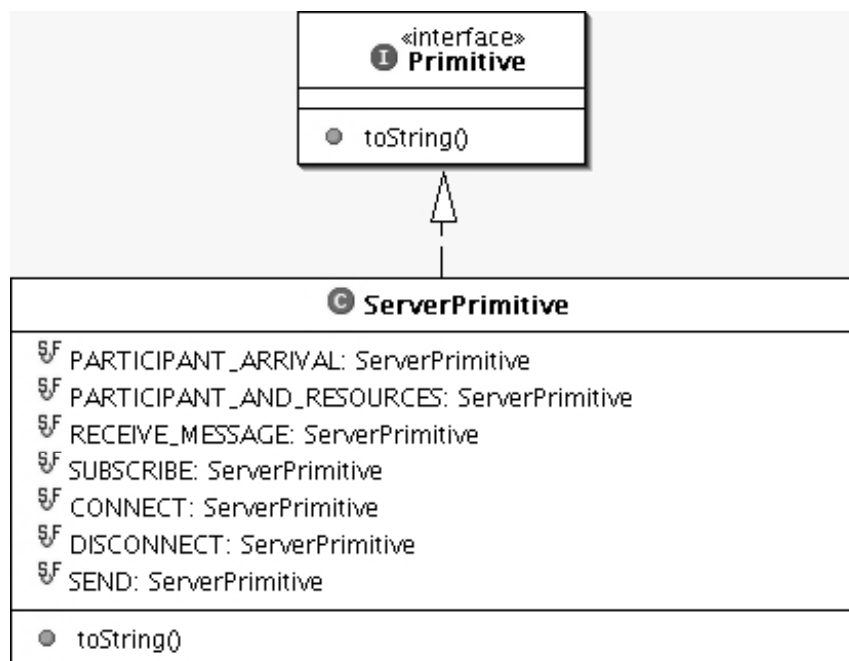 «interface»
I Primitive
toString()
C ServerPrimitive
S,F PARTICIPANT_ARRIVAL: ServerPrimitive
S,F PARTICIPANT_AND_RESOURCES: ServerPrimitive
S,F RECEIVE_MESSAGE: ServerPrimitive
S,F SUBSCRIBE: ServerPrimitive
S,F CONNECT: ServerPrimitive
S,F DISCONNECT: ServerPrimitive
S,F SEND: ServerPrimitive
toString()